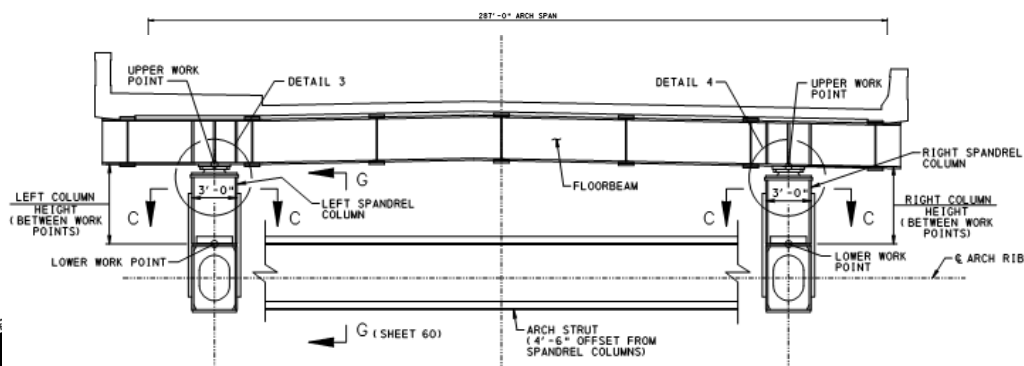 287'-0" ARCH SPAN
UPPER WORK
POINT
DETAIL 3
DETAIL 4
UPPER WORK
POINT
RIGHT SPANDREL
COLUMN
G
FLOORBEAM
LEFT COLUMN
HEIGHT
(BETWEEN WORK
POINTS)
3'-0"
C
C
LEFT SPANDREL
COLUMN
3'-0"
C
C
RIGHT COLUMN
HEIGHT
(BETWEEN WORK
POINTS)
LOWER WORK POINT
LOWER WORK
POINT
℄ ARCH RIB
G (SHEET 60)
ARCH STRUT
(4'-6" OFFSET FROM
SPANDREL COLUMNS)